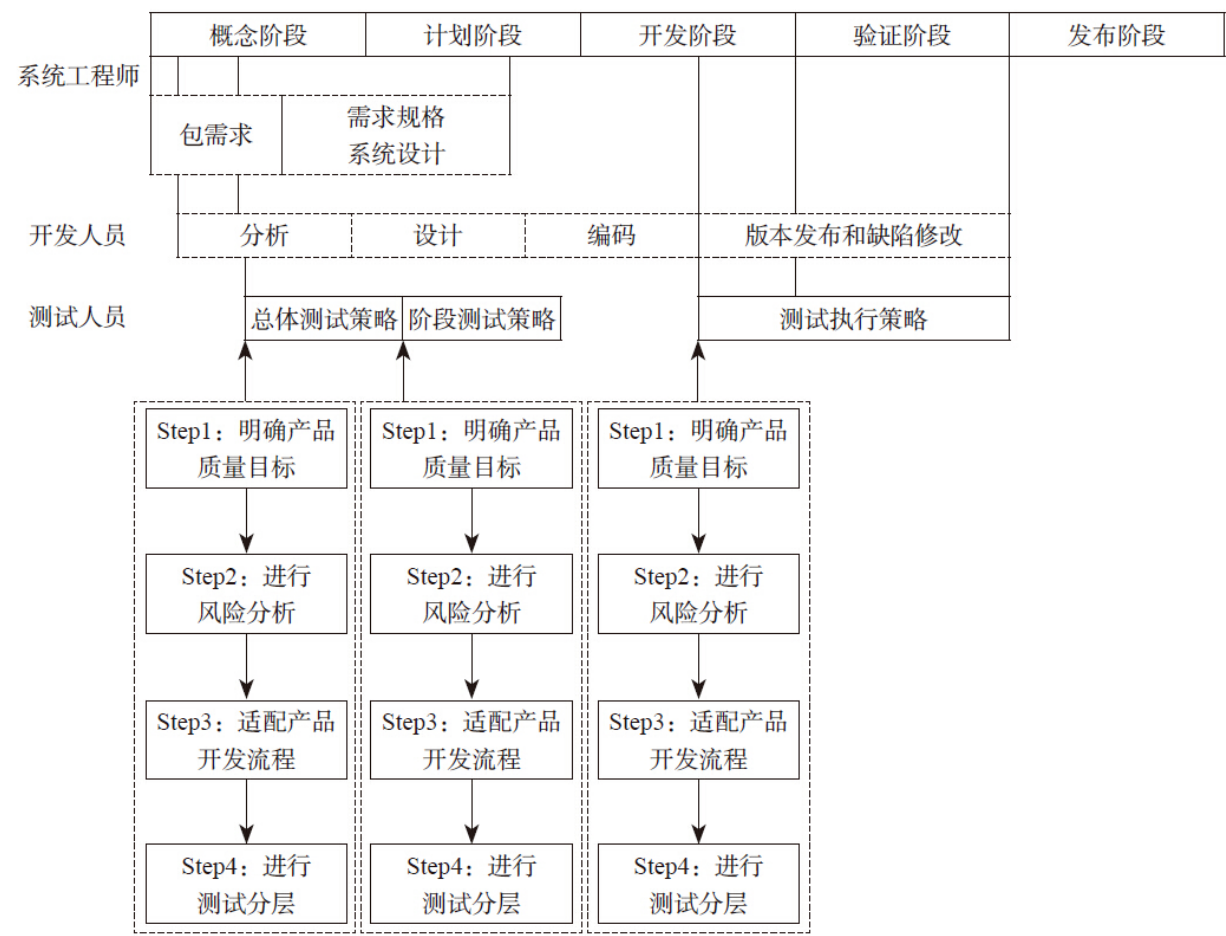 概念阶段 计划阶段 开发阶段 验证阶段 发布阶段
系统工程师
包需求
需求规格
系统设计
开发人员
分析 设计 编码 版本发布和缺陷修改
测试人员
总体测试策略 阶段测试策略 测试执行策略
Step1：明确产品
质量目标
Step2：进行
风险分析
Step3：适配产品
开发流程
Step4：进行
测试分层
Step1：明确产品
质量目标
Step2：进行
风险分析
Step3：适配产品
开发流程
Step4：进行
测试分层
Step1：明确产品
质量目标
Step2：进行
风险分析
Step3：适配产品
开发流程
Step4：进行
测试分层